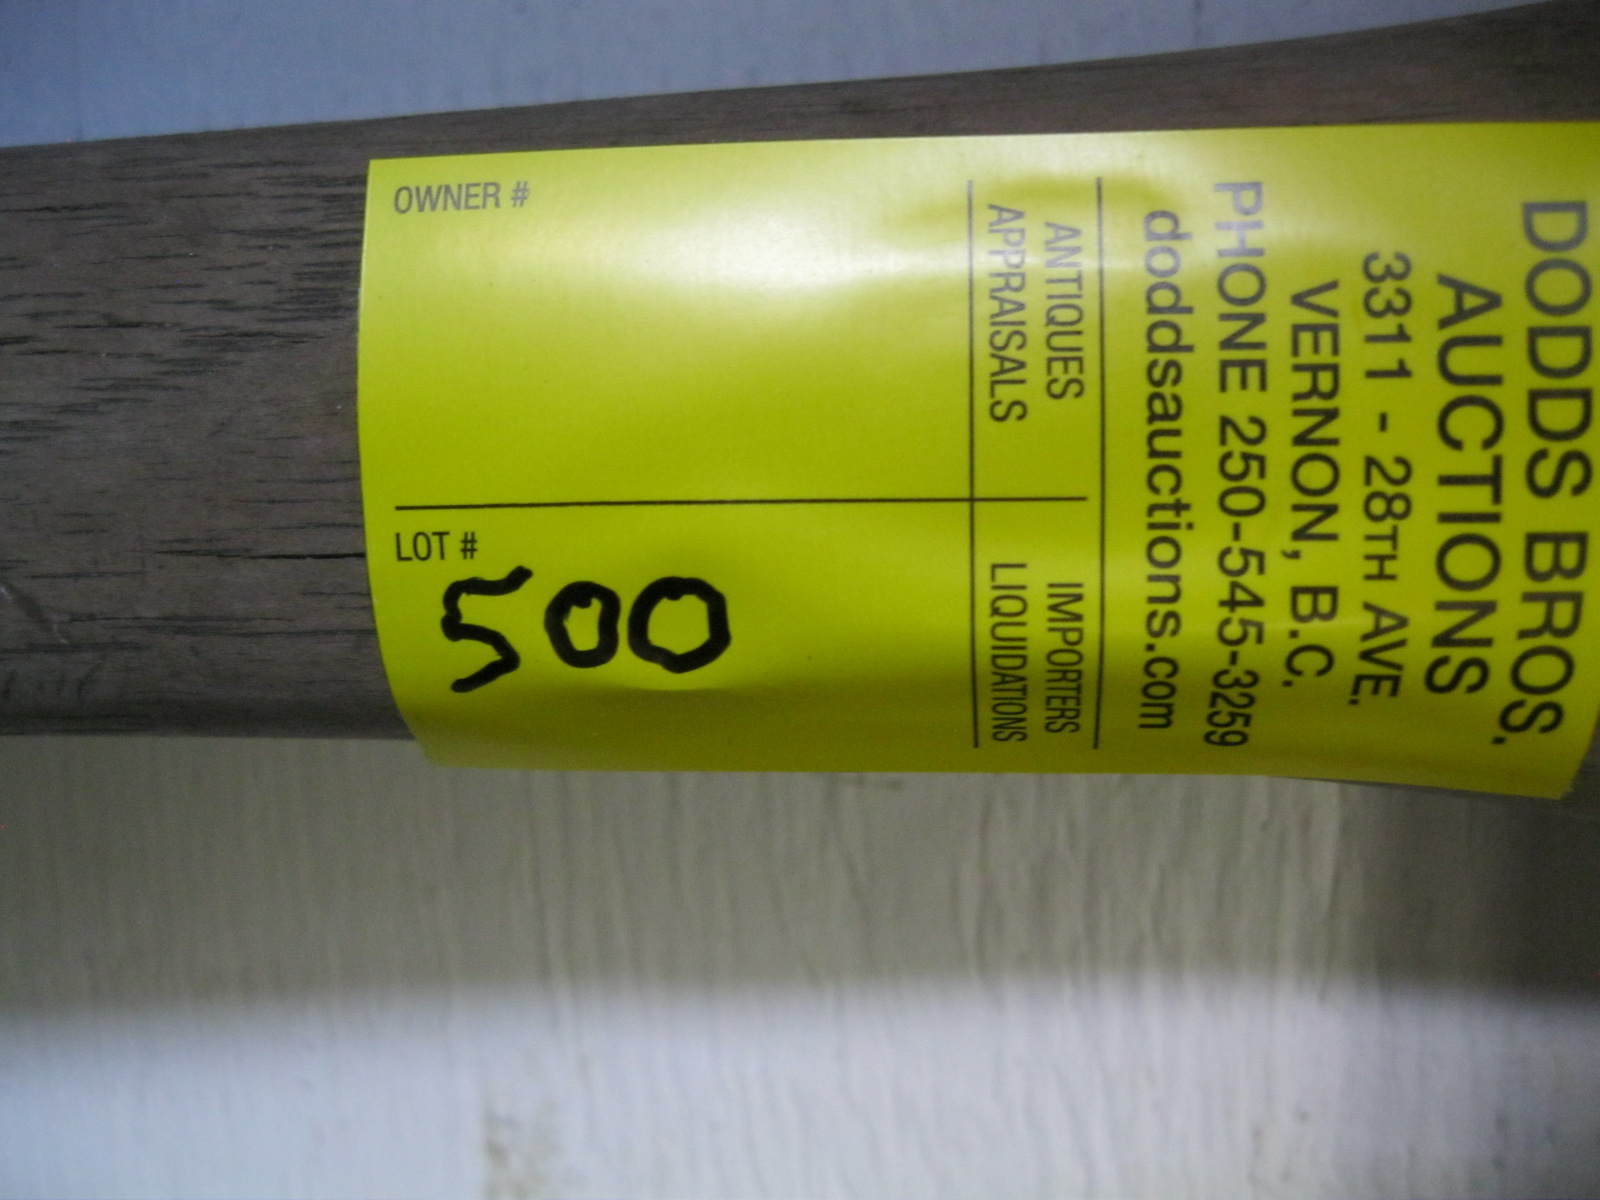 DODDS BROS.
AUCTIONS
3311 - 28TH AVE.
VERNON, B.C.
PHONE 250-545-3259
doddsauctions.com
ANTIQUES IMPORTERS
APPRAISALS LIQUIDATIONS
OWNER #
LOT #
500